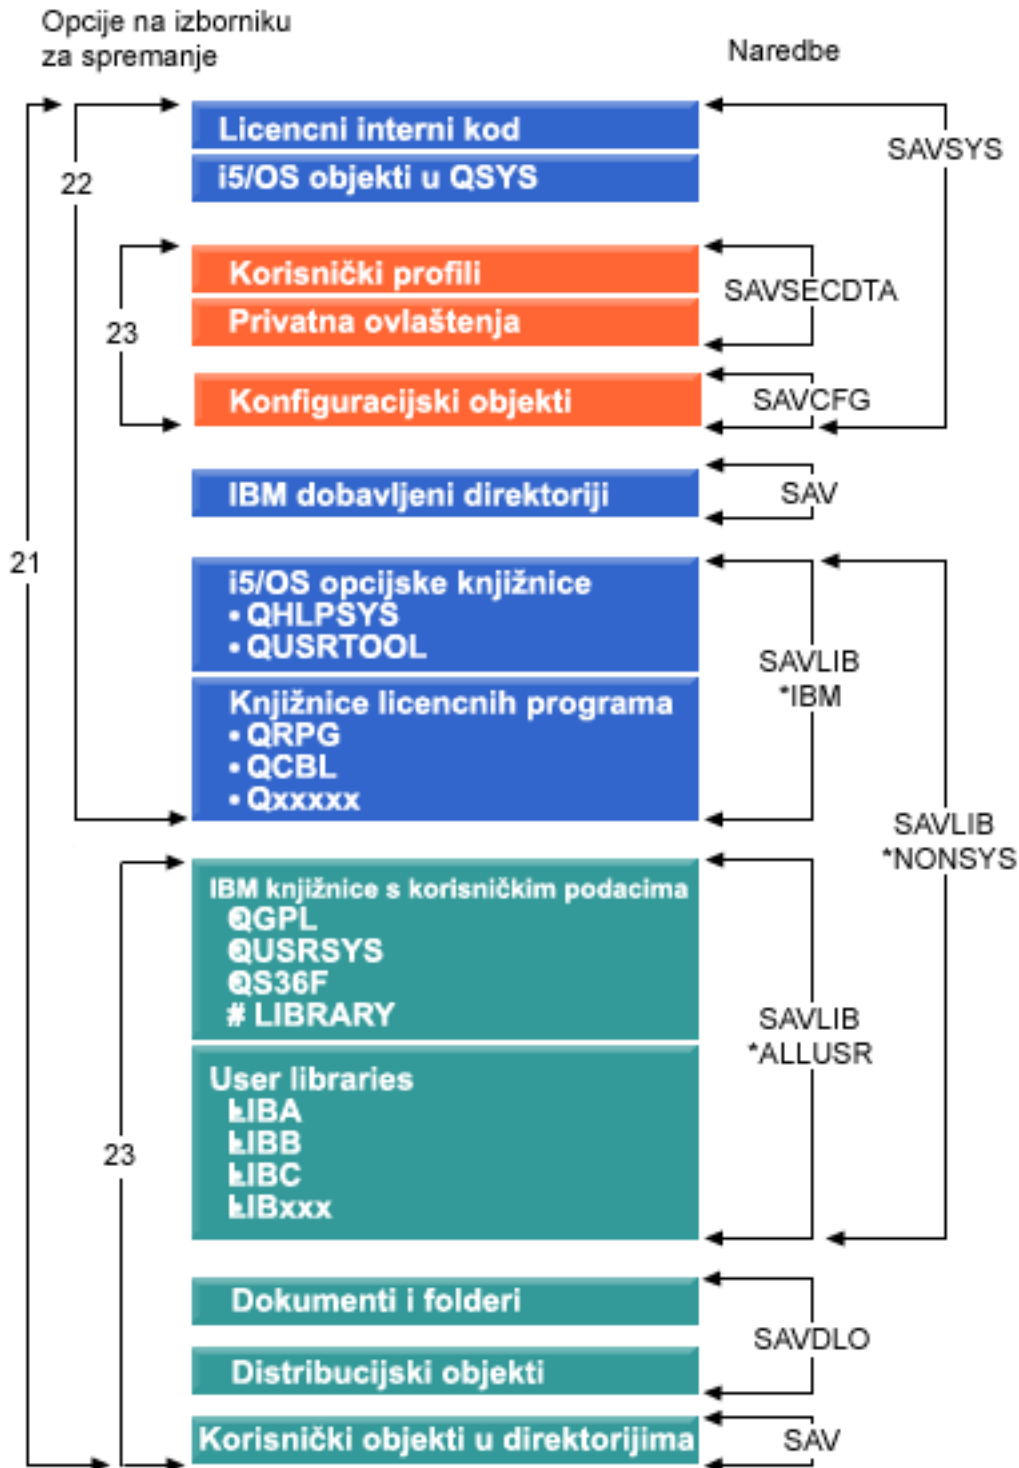 Opcije na izborniku
za spremanje
Naredbe
Licencni interni kod
i5/OS objekti u QSYS
SAVSYS
22
Korisnički profili
Privatna ovlaštenja
SAVSECDTA
23
Konfiguracijski objekti
SAVCFG
IBM dobavljeni direktoriji
SAV
21
i5/OS opcijske knjižnice
• QHLPSYS
• QUSRTOOL
Knjižnice licencnih programa
• QRPG
• QCBL
• Qxxxxx
SAVLIB
*IBM
SAVLIB
*NONSYS
IBM knjižnice s korisničkim podacima
QGPL
QUSRSYS
QS36F
# LIBRARY
User libraries
LIBA
LIBB
LIBC
LIBxxx
SAVLIB
*ALLUSR
23
Dokumenti i folderi
Distribucijski objekti
SAVDLO
Korisnički objekti u direktorijima
SAV